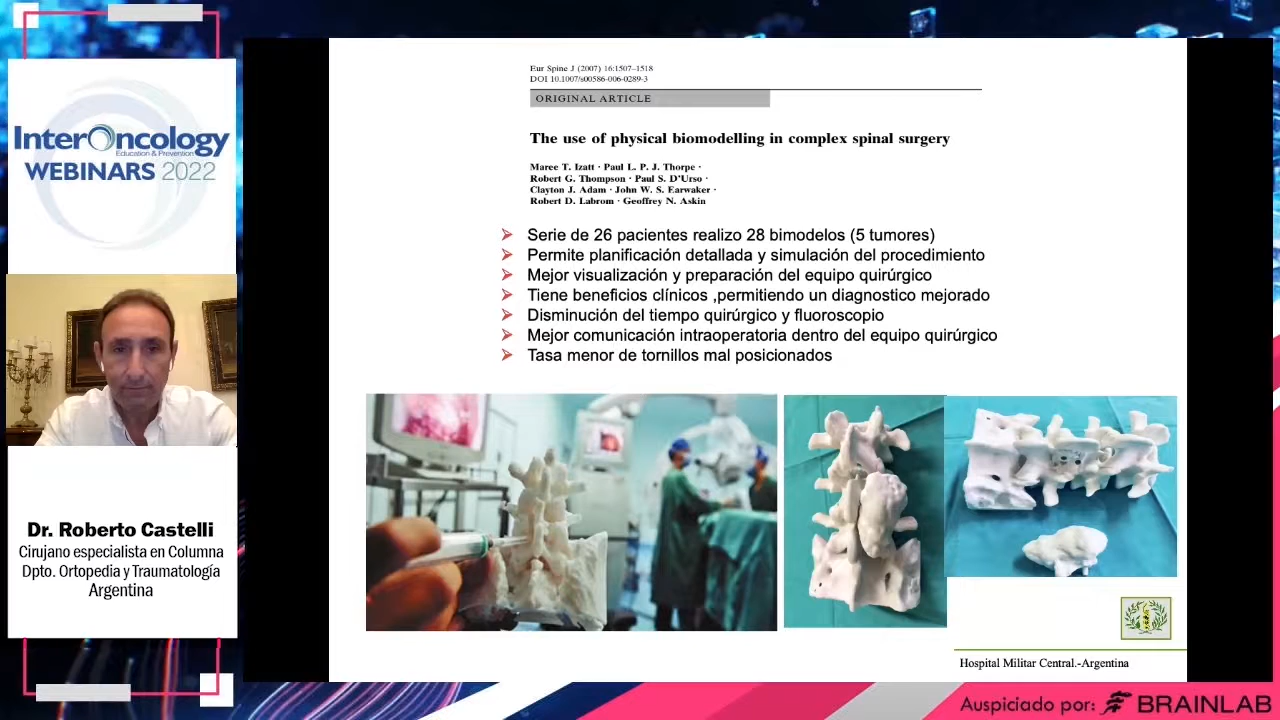 InterOncology
Education & Prevention
WEBINARS 2022
Dr. Roberto Castelli
Cirujano especialista en Columna
Dpto. Ortopedia y Traumatología
Argentina
Eur Spine J (2007) 16:1507–1518
DOI 10.1007/s00586-006-0289-3
ORIGINAL ARTICLE
The use of physical biomodelling in complex spinal surgery
Maree T. Izatt · Paul L. P. J. Thorpe ·
Robert G. Thompson · Paul S. D'Urso ·
Clayton J. Adam · John W. S. Earwaker ·
Robert D. Labrom · Geoffrey N. Askin
Serie de 26 pacientes realizo 28 bimodelos (5 tumores)
Permite planificación detallada y simulación del procedimiento
Mejor visualización y preparación del equipo quirúrgico
Tiene beneficios clínicos ,permitiendo un diagnostico mejorado
Disminución del tiempo quirúrgico y fluoroscopio
Mejor comunicación intraoperatoria dentro del equipo quirúrgico
Tasa menor de tornillos mal posicionados
Hospital Militar Central.-Argentina
Auspiciado por: BRAINLAB